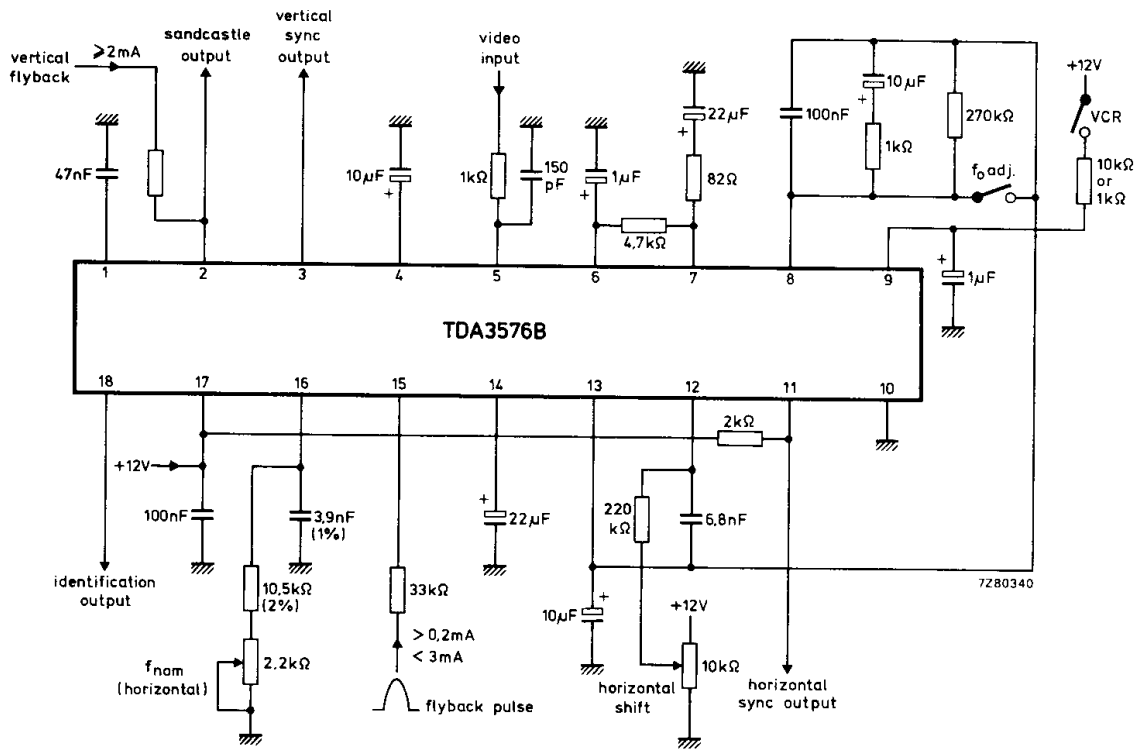 vertical flyback
⩾2mA
sandcastle output
vertical sync output
video input
47nF
10µF
+
1kΩ
150 pF
1µF
+
4,7kΩ
22µF
+
82Ω
100nF
10µF
+
1kΩ
270kΩ
f₀ adj.
+12V
VCR
10kΩ or 1kΩ
+
1µF
1 2 3 4 5 6 7 8 9
TDA3576B
18 17 16 15 14 13 12 11 10
2kΩ
+12V
100nF
3,9nF (1%)
10,5kΩ (2%)
2,2kΩ
f nom (horizontal)
identification output
33kΩ
> 0,2mA
< 3mA
flyback pulse
+
22µF
10µF
+
220 kΩ
6,8nF
+12V
10kΩ
horizontal shift
horizontal sync output
7Z80340